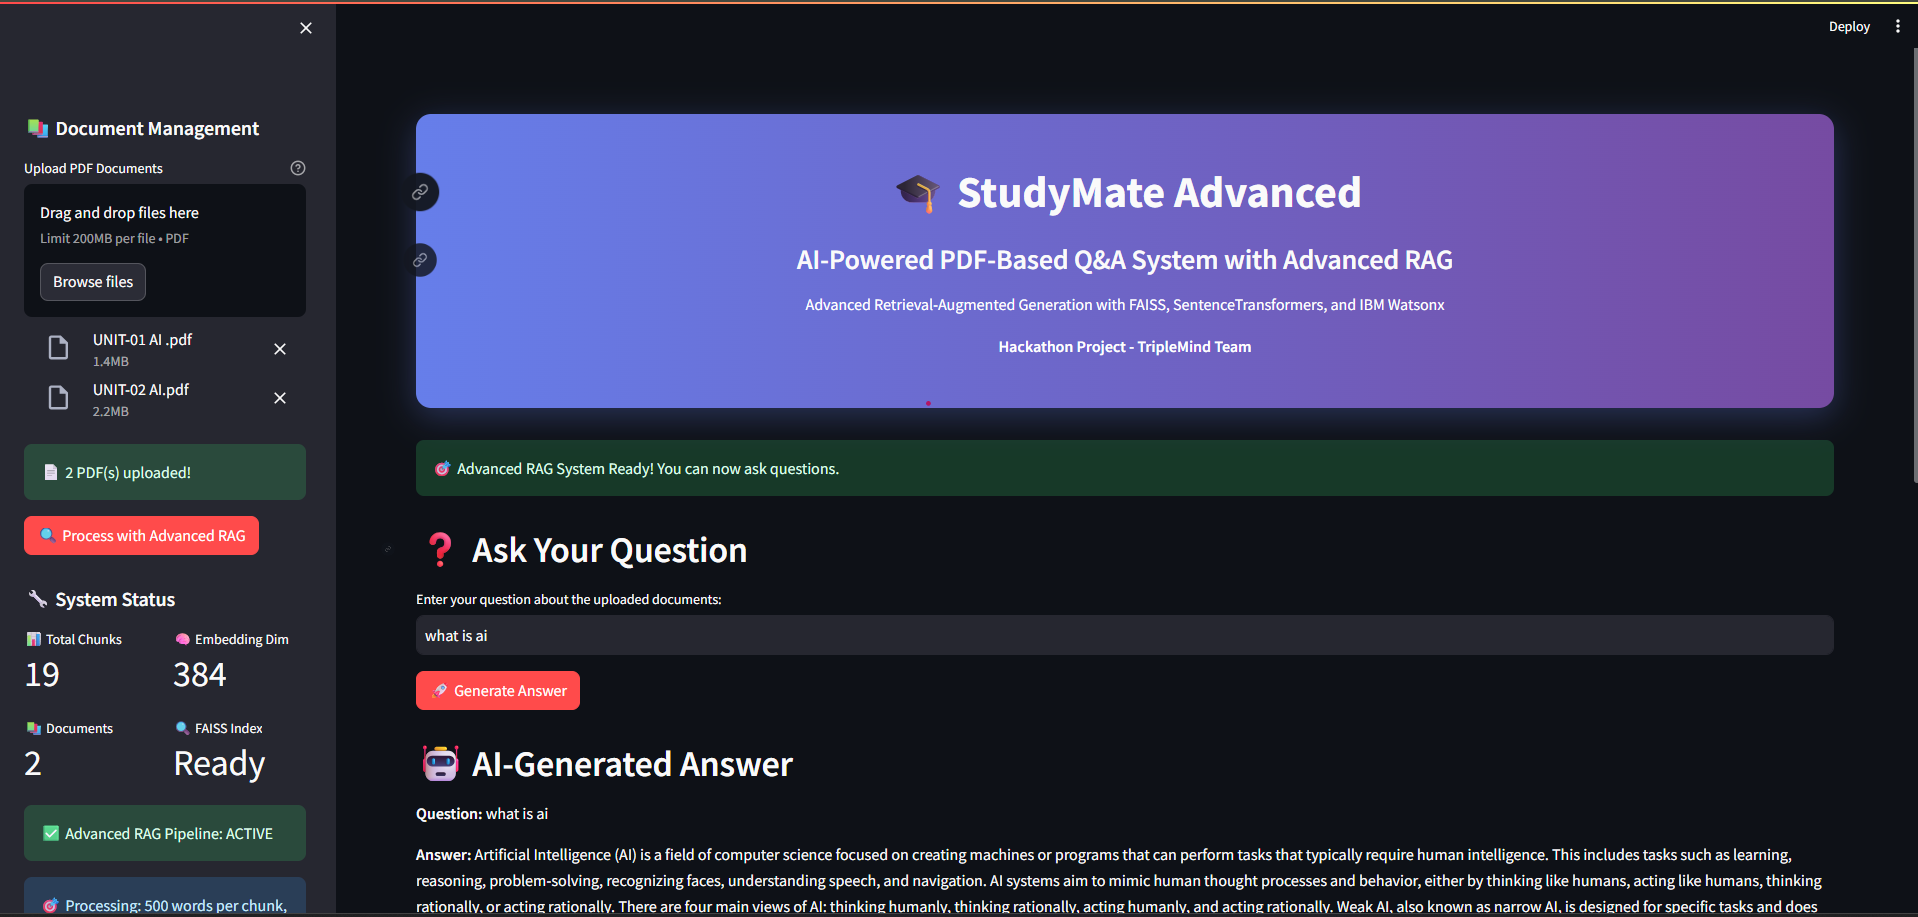 Deploy
Document Management
Upload PDF Documents
Drag and drop files here
Limit 200MB per file • PDF
Browse files
UNIT-01 AI .pdf
1.4MB
UNIT-02 AI.pdf
2.2MB
2 PDF(s) uploaded!
Process with Advanced RAG
System Status
Total Chunks
19
Embedding Dim
384
Documents
2
FAISS Index
Ready
Advanced RAG Pipeline: ACTIVE
Processing: 500 words per chunk,
StudyMate Advanced
AI-Powered PDF-Based Q&A System with Advanced RAG
Advanced Retrieval-Augmented Generation with FAISS, SentenceTransformers, and IBM Watsonx
Hackathon Project - TripleMind Team
Advanced RAG System Ready! You can now ask questions.
Ask Your Question
Enter your question about the uploaded documents:
what is ai
Generate Answer
AI-Generated Answer
Question: what is ai
Answer: Artificial Intelligence (AI) is a field of computer science focused on creating machines or programs that can perform tasks that typically require human intelligence. This includes tasks such as learning,
reasoning, problem-solving, recognizing faces, understanding speech, and navigation. AI systems aim to mimic human thought processes and behavior, either by thinking like humans, acting like humans, thinking
rationally, or acting rationally. There are four main views of AI: thinking humanly, thinking rationally, acting humanly, and acting rationally. Weak AI, also known as narrow AI, is designed for specific tasks and does